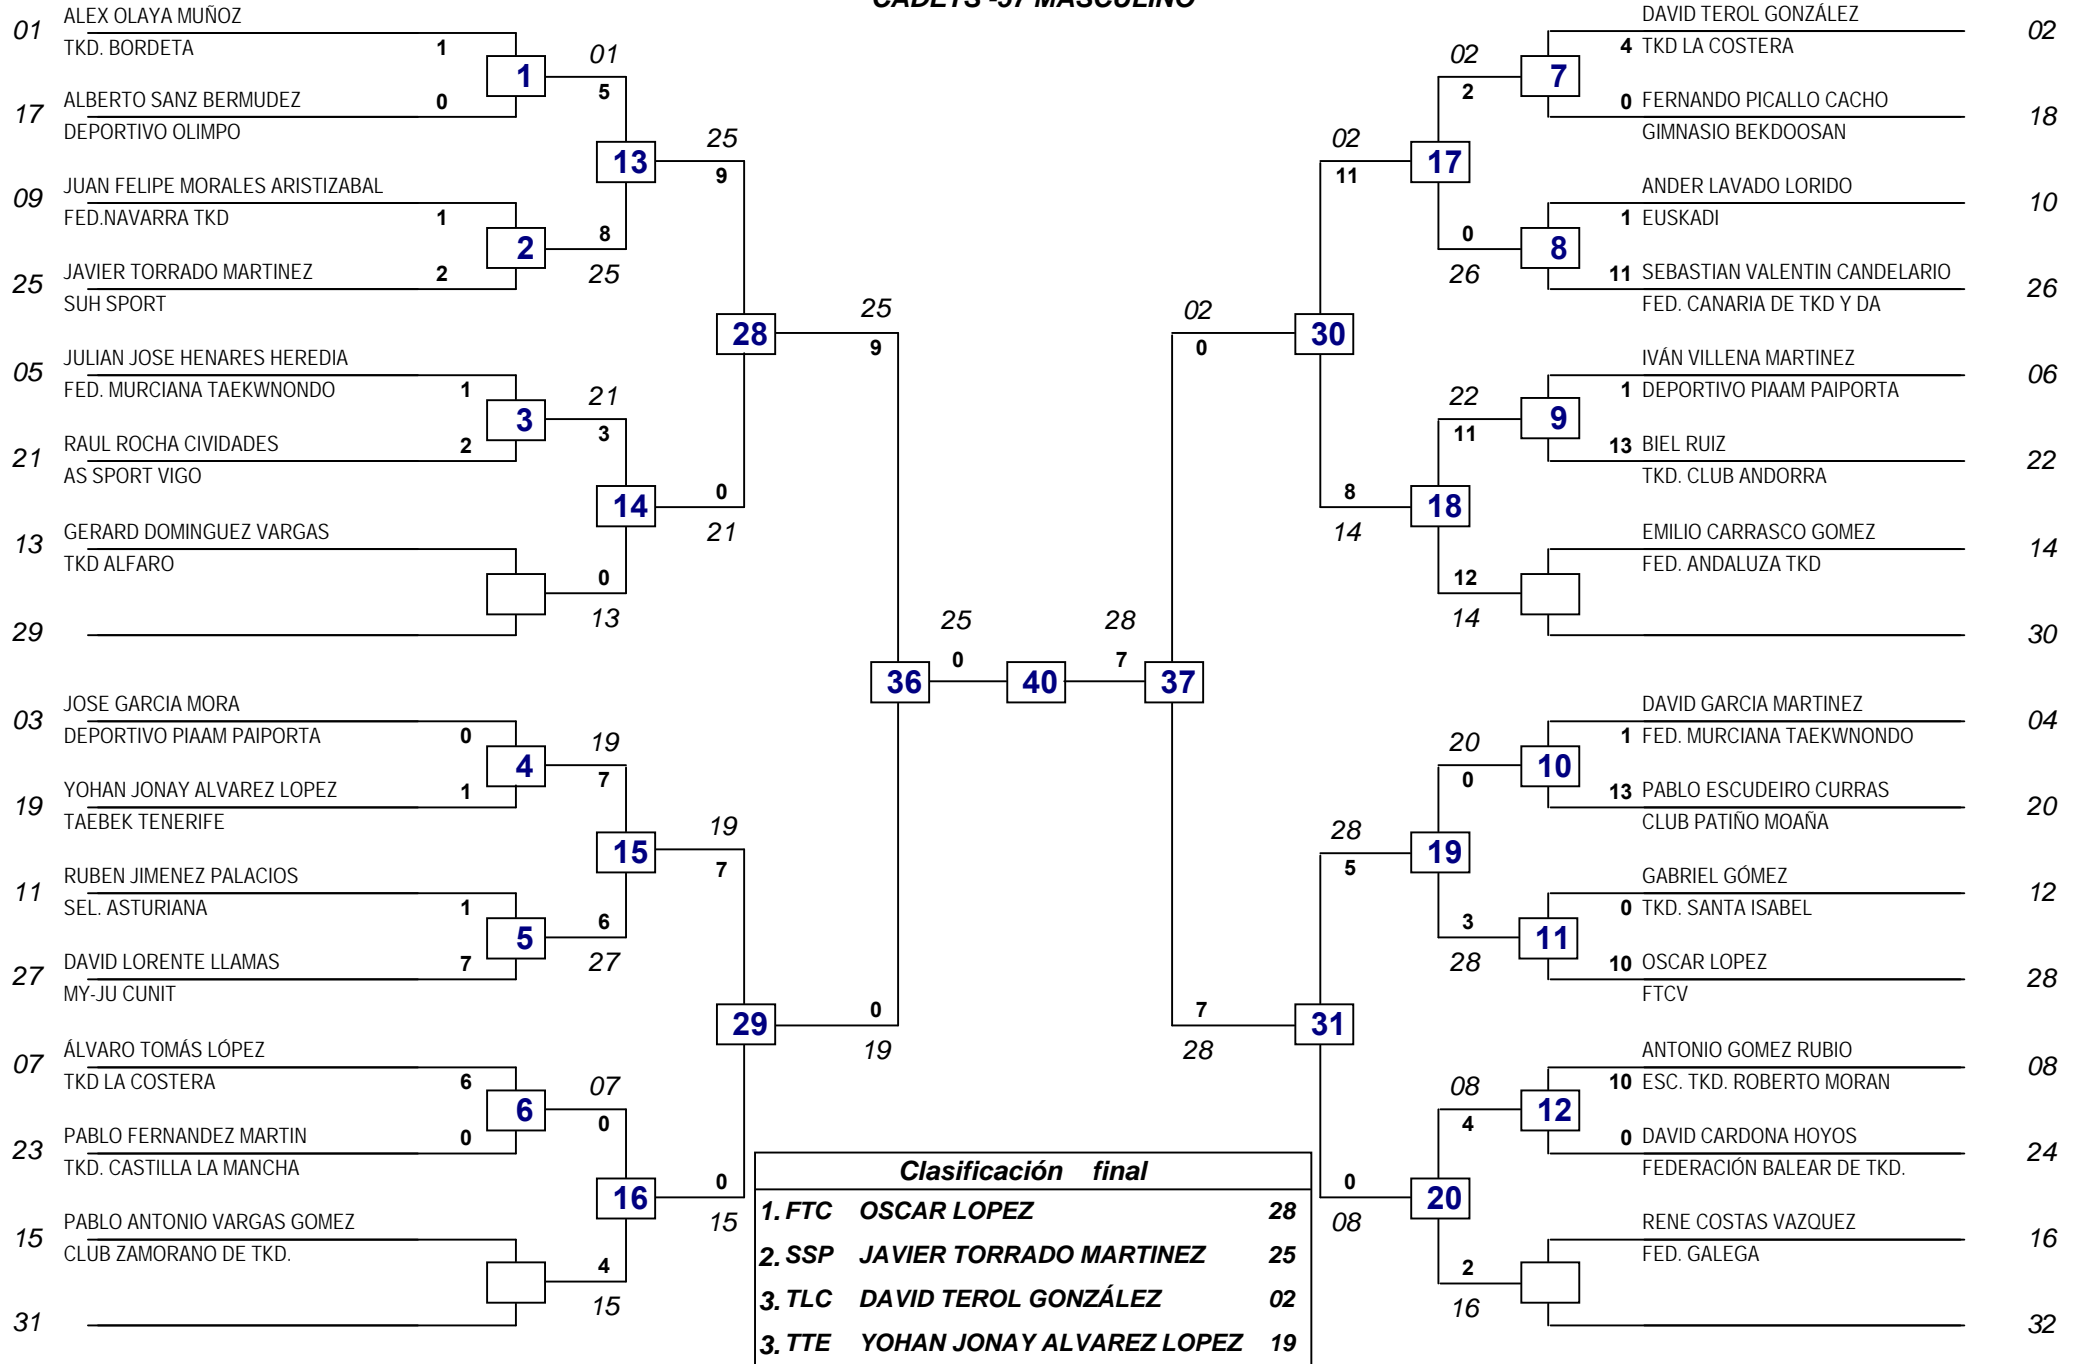 CADETS -57 MASCULINO
01 ALEX OLAYA MUÑOZ
TKD. BORDETA 1
17 ALBERTO SANZ BERMUDEZ 0
DEPORTIVO OLIMPO
1
09 JUAN FELIPE MORALES ARISTIZABAL
FED.NAVARRA TKD 1
25 JAVIER TORRADO MARTINEZ 2
SUH SPORT
2
05 JULIAN JOSE HENARES HEREDIA
FED. MURCIANA TAEKWNONDO 1
21 RAUL ROCHA CIVIDADES 2
AS SPORT VIGO
3
13 GERARD DOMINGUEZ VARGAS
TKD ALFARO
29
03 JOSE GARCIA MORA
DEPORTIVO PIAAM PAIPORTA 0
19 YOHAN JONAY ALVAREZ LOPEZ 1
TAEBEK TENERIFE
4
11 RUBEN JIMENEZ PALACIOS
SEL. ASTURIANA 1
27 DAVID LORENTE LLAMAS 7
MY-JU CUNIT
5
07 ÁLVARO TOMÁS LÓPEZ
TKD LA COSTERA 6
23 PABLO FERNANDEZ MARTIN 0
TKD. CASTILLA LA MANCHA
6
15 PABLO ANTONIO VARGAS GOMEZ
CLUB ZAMORANO DE TKD.
31
01
5
13
8
25
21
3
14
0
13
19
7
15
6
27
07
0
16
4
15
25
9
28
0
21
19
7
29
0
15
25
9
36
0
19
25
0
40
28
7
37
02
0
7
28
02
11
30
8
14
28
5
31
0
08
02
2
17
0
26
22
11
18
12
14
20
0
19
3
28
08
4
20
2
16
DAVID TEROL GONZÁLEZ 02
4 TKD LA COSTERA
7
0 FERNANDO PICALLO CACHO 18
GIMNASIO BEKDOOSAN
ANDER LAVADO LORIDO 10
1 EUSKADI
8
11 SEBASTIAN VALENTIN CANDELARIO 26
FED. CANARIA DE TKD Y DA
IVÁN VILLENA MARTINEZ 06
1 DEPORTIVO PIAAM PAIPORTA
9
13 BIEL RUIZ 22
TKD. CLUB ANDORRA
EMILIO CARRASCO GOMEZ 14
FED. ANDALUZA TKD
30
DAVID GARCIA MARTINEZ 04
1 FED. MURCIANA TAEKWNONDO
10
13 PABLO ESCUDEIRO CURRAS 20
CLUB PATIÑO MOAÑA
GABRIEL GÓMEZ 12
0 TKD. SANTA ISABEL
11
10 OSCAR LOPEZ 28
FTCV
ANTONIO GOMEZ RUBIO 08
10 ESC. TKD. ROBERTO MORAN
12
0 DAVID CARDONA HOYOS 24
FEDERACIÓN BALEAR DE TKD.
RENE COSTAS VAZQUEZ 16
FED. GALEGA
32
Clasificación final
1. FTC OSCAR LOPEZ 28
2. SSP JAVIER TORRADO MARTINEZ 25
3. TLC DAVID TEROL GONZÁLEZ 02
3. TTE YOHAN JONAY ALVAREZ LOPEZ 19